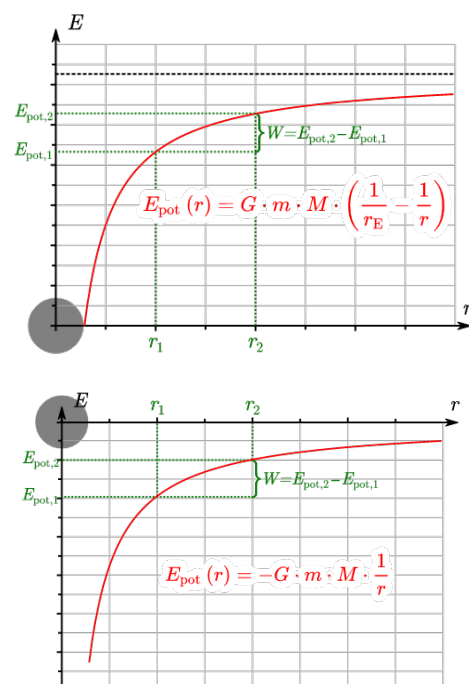 E
E_pot,2
E_pot,1
W=E_pot,2−E_pot,1
E_pot (r) = G · m · M · (1/r_E − 1/r)
r
r_1
r_2
E
r_1
r_2
r
E_pot,2
E_pot,1
W=E_pot,2−E_pot,1
E_pot (r) = −G · m · M · 1/r